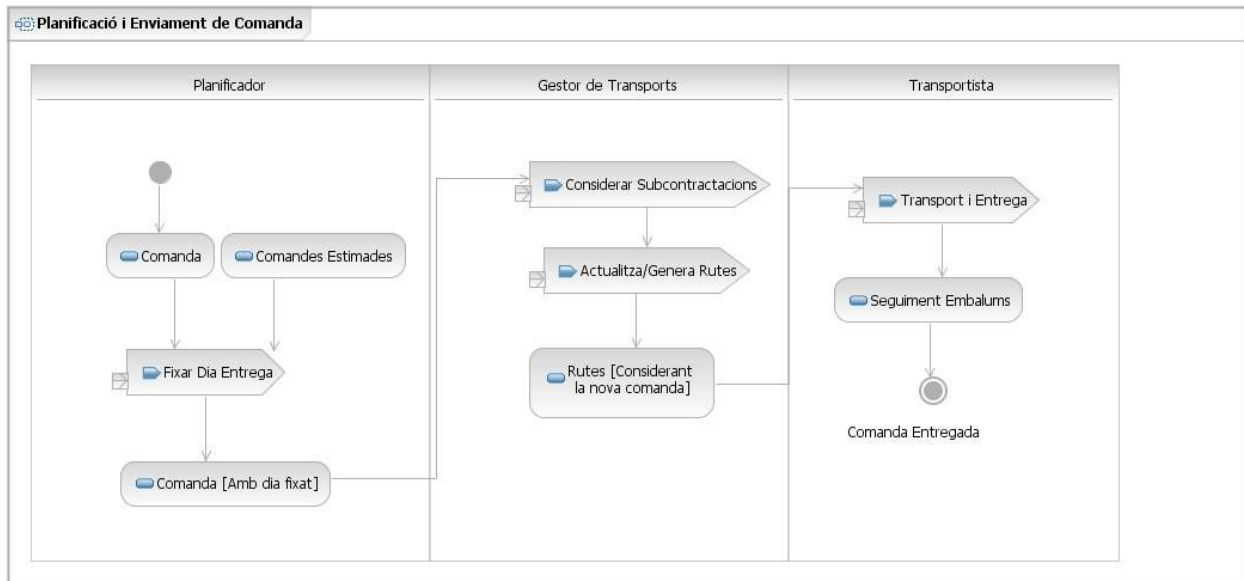 Planificació i Enviament de Comanda
Planificador
Gestor de Transports
Transportista
Considerar Subcontractacions
Transport i Entrega
Comanda
Comandes Estimades
Actualitza/Genera Rutes
Seguiment Embalums
Fixar Dia Entrega
Rutes [Considerant
la nova comanda]
Comanda Entregada
Comanda [Amb dia fixat]